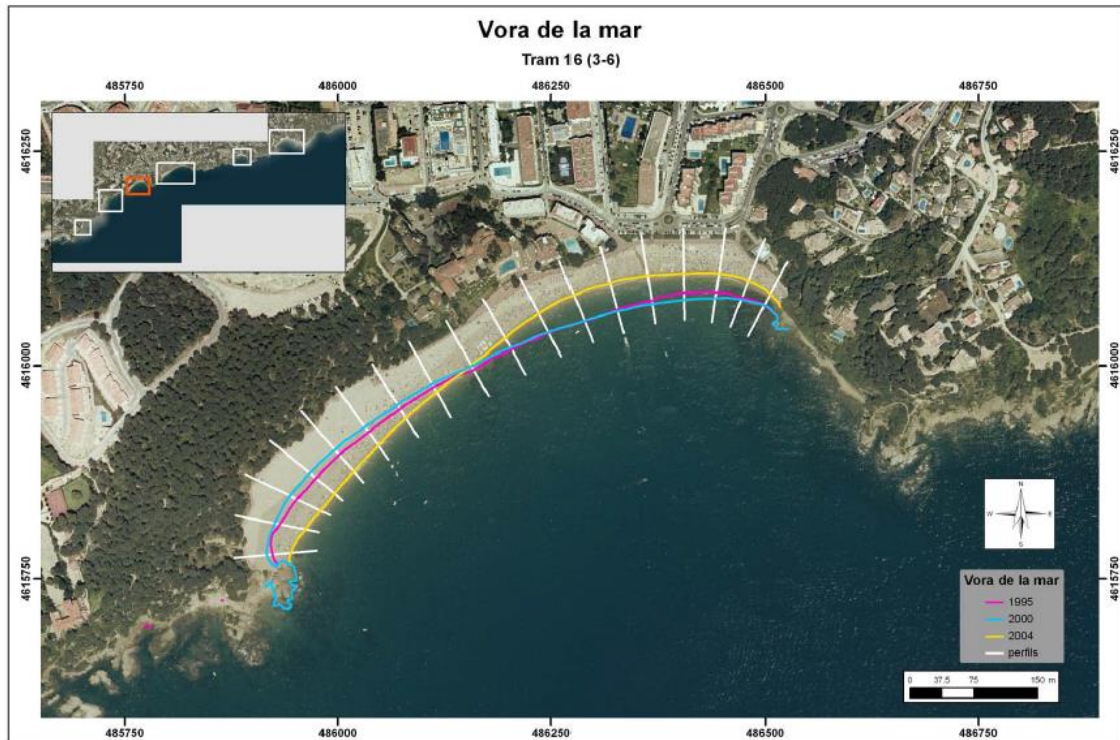 Vora de la mar
Tram 16 (3-6)
485750 486000 486250 486500 486750
4616250 4616250
4616000 4616000
4615750 4615750
N
W E
S
Vora de la mar
1995
2000
2004
perfils
0 37.5 75 150 m
485750 486000 486250 486500 486750